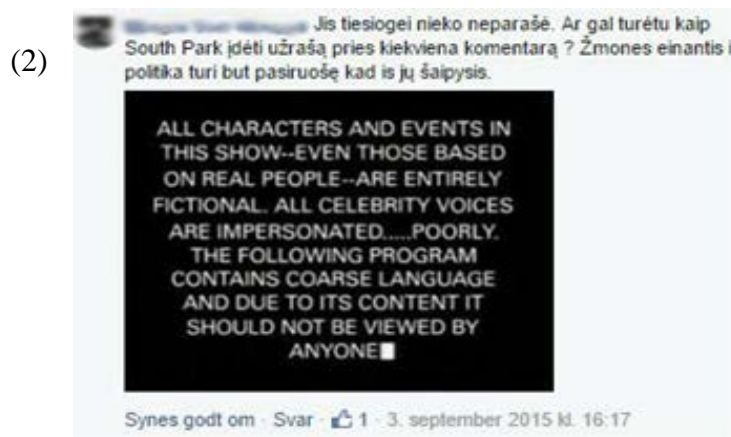 (2)
Jis tiesiogei nieko neparašė. Ar gal turėtu kaip
South Park įdėti užrašą pries kiekviena komentarą ? Žmones einantis i
politika turi but pasiruošę kad is jų šaipysis.
ALL CHARACTERS AND EVENTS IN
THIS SHOW--EVEN THOSE BASED
ON REAL PEOPLE--ARE ENTIRELY
FICTIONAL. ALL CELEBRITY VOICES
ARE IMPERSONATED.....POORLY.
THE FOLLOWING PROGRAM
CONTAINS COARSE LANGUAGE
AND DUE TO ITS CONTENT IT
SHOULD NOT BE VIEWED BY
ANYONE
Synes godt om · Svar · 1 · 3. september 2015 kl. 16:17